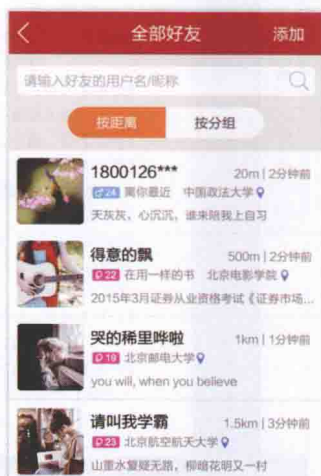 全部好友 添加
请输入好友的用户名/昵称
按距离 按分组
1800126*** 20m | 2分钟前
♂24 离你最近 中国政法大学
天灰灰，心沉沉，谁来陪我上自习
得意的飘 500m | 2分钟前
♀22 在用一样的书 北京电影学院
2015年3月证券从业资格考试《证券市场...
哭的稀里哗啦 1km | 1分钟前
♀19 北京邮电大学
you will, when you believe
请叫我学霸 1.5km | 3分钟前
♀23 北京航空航天大学
山重水复疑无路，柳暗花明又一村